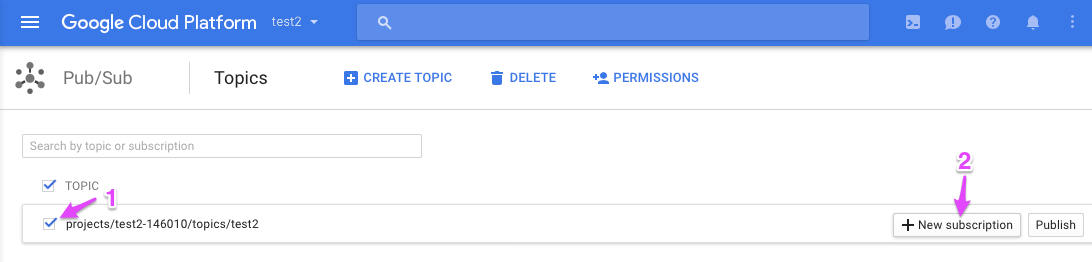 Google Cloud Platform test2
Pub/Sub Topics CREATE TOPIC DELETE PERMISSIONS
Search by topic or subscription
TOPIC
1
2
projects/test2-146010/topics/test2 + New subscription Publish